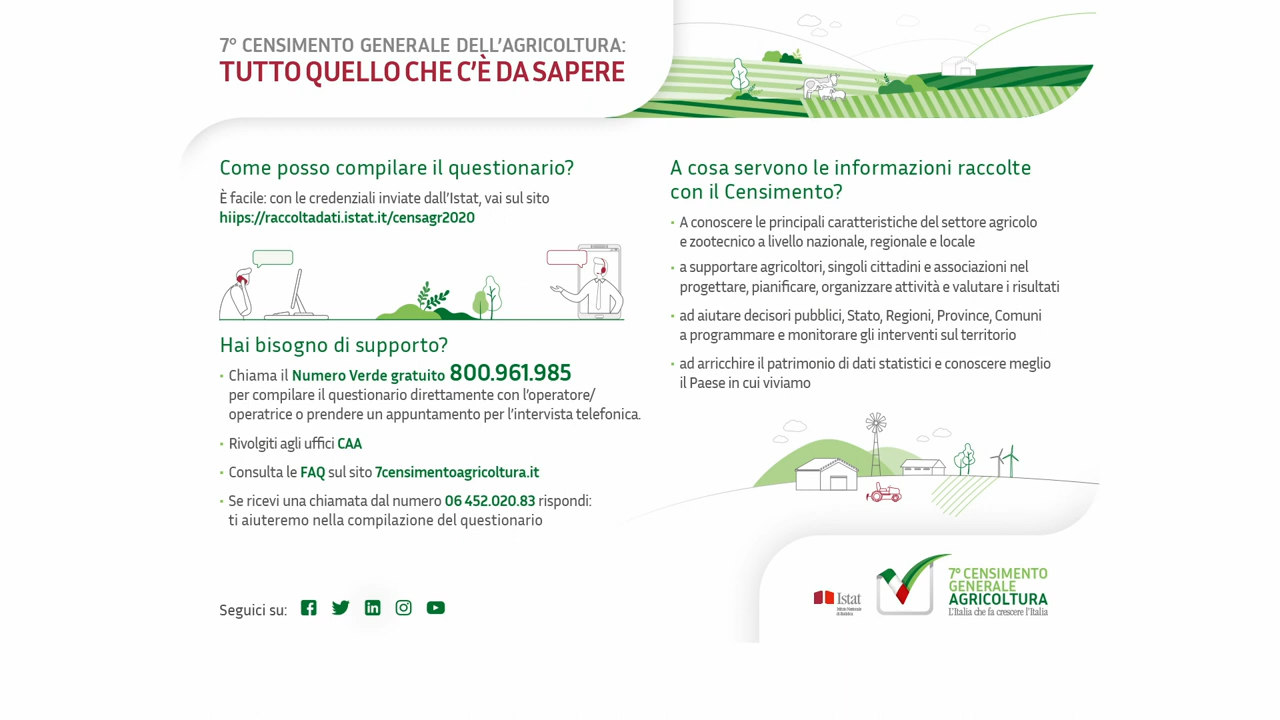 7° CENSIMENTO GENERALE DELL'AGRICOLTURA:
TUTTO QUELLO CHE C'È DA SAPERE
Come posso compilare il questionario?
È facile: con le credenziali inviate dall'Istat, vai sul sito
hiips://raccoltadati.istat.it/censagr2020
Hai bisogno di supporto?
• Chiama il Numero Verde gratuito 800.961.985
per compilare il questionario direttamente con l'operatore/
operatrice o prendere un appuntamento per l'intervista telefonica.
• Rivolgiti agli uffici CAA
• Consulta le FAQ sul sito 7censimentoagricoltura.it
• Se ricevi una chiamata dal numero 06 452.020.83 rispondi:
ti aiuteremo nella compilazione del questionario
Seguici su:
A cosa servono le informazioni raccolte
con il Censimento?
• A conoscere le principali caratteristiche del settore agricolo
e zootecnico a livello nazionale, regionale e locale
• a supportare agricoltori, singoli cittadini e associazioni nel
progettare, pianificare, organizzare attività e valutare i risultati
• ad aiutare decisori pubblici, Stato, Regioni, Province, Comuni
a programmare e monitorare gli interventi sul territorio
• ad arricchire il patrimonio di dati statistici e conoscere meglio
il Paese in cui viviamo
Istat
Istituto Nazionale
di Statistica
7° CENSIMENTO
GENERALE
AGRICOLTURA
L'Italia che fa crescere l'Italia